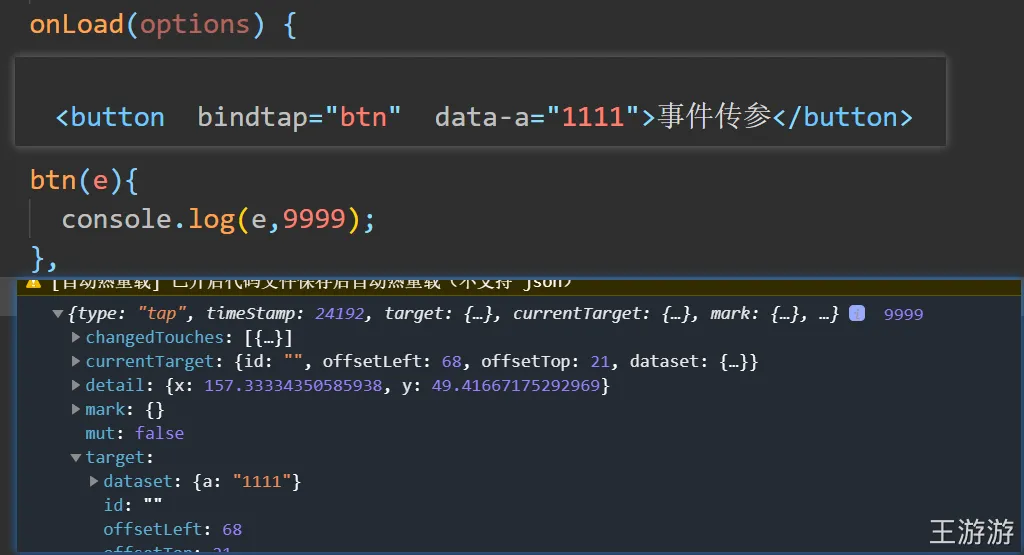 onLoad(options) {
<button  bindtap="btn"  data-a="1111">事件传参</button>
btn(e){
console.log(e,9999);
},
[自动热重载] 已开启代码文件保存后自动热重载（不支持 json）
{type: "tap", timeStamp: 24192, target: {…}, currentTarget: {…}, mark: {…}, …} i 9999
changedTouches: [{…}]
currentTarget: {id: "", offsetLeft: 68, offsetTop: 21, dataset: {…}}
detail: {x: 157.33334350585938, y: 49.41667175292969}
mark: {}
mut: false
target:
dataset: {a: "1111"}
id: ""
offsetLeft: 68
offsetTop: 21
王游游